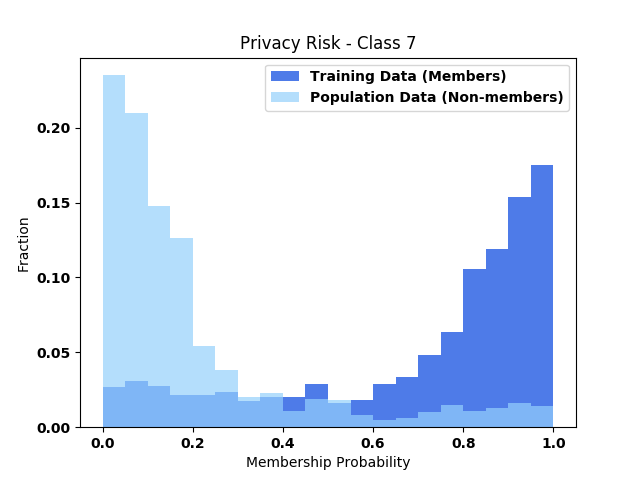 Privacy Risk - Class 7
Training Data (Members)
Population Data (Non-members)
0.20
0.15
0.10
0.05
0.00
Fraction
0.0 0.2 0.4 0.6 0.8 1.0
Membership Probability